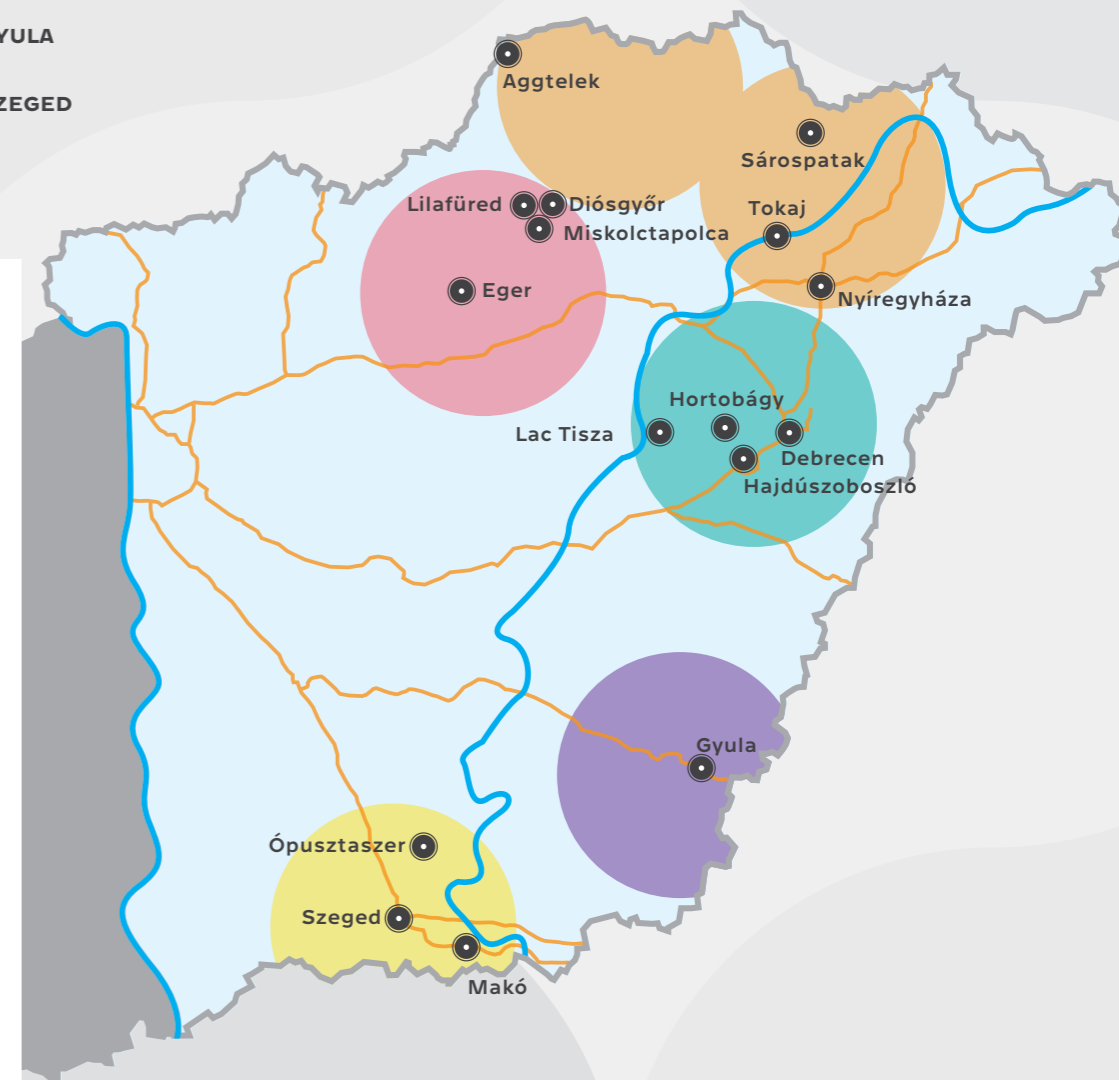 YULA
ZEGED
Aggtelek
Sárospatak
Lilafüred
Diósgyőr
Tokaj
Miskolctapolca
Eger
Nyíregyháza
Hortobágy
Lac Tisza
Debrecen
Hajdúszoboszló
Gyula
Ópusztaszer
Szeged
Makó